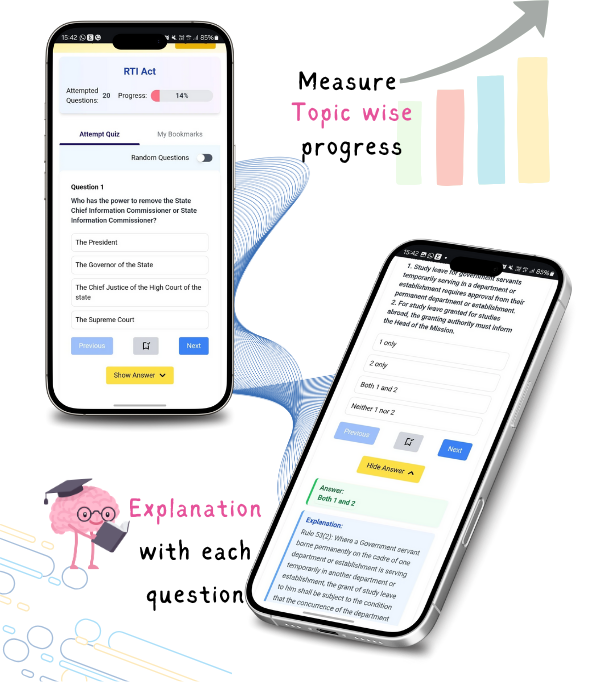 15:42
85%
RTI Act
Attempted
Questions: 20 Progress: 14%
Attempt Quiz My Bookmarks
Random Questions
Question 1
Who has the power to remove the State
Chief Information Commissioner or State
Information Commissioner?
The President
The Governor of the State
The Chief Justice of the High Court of the
state
The Supreme Court
Previous Next
Show Answer
Measure
Topic wise
progress
15:42
85%
1. Study leave for government servants
temporarily serving in a department or
establishment requires approval from their
permanent department or establishment.
2. For study leave granted for studies
abroad, the granting authority must inform
the Head of the Mission.
1 only
2 only
Both 1 and 2
Neither 1 nor 2
Previous Next
Hide Answer
Answer:
Both 1 and 2
Explanation:
Rule 53(2): Where a Government servant
borne permanently on the cadre of one
department or establishment is serving
temporarily in another department or
establishment, the grant of study leave
to him shall be subject to the condition
that the concurrence of the department
Explanation
with each
question